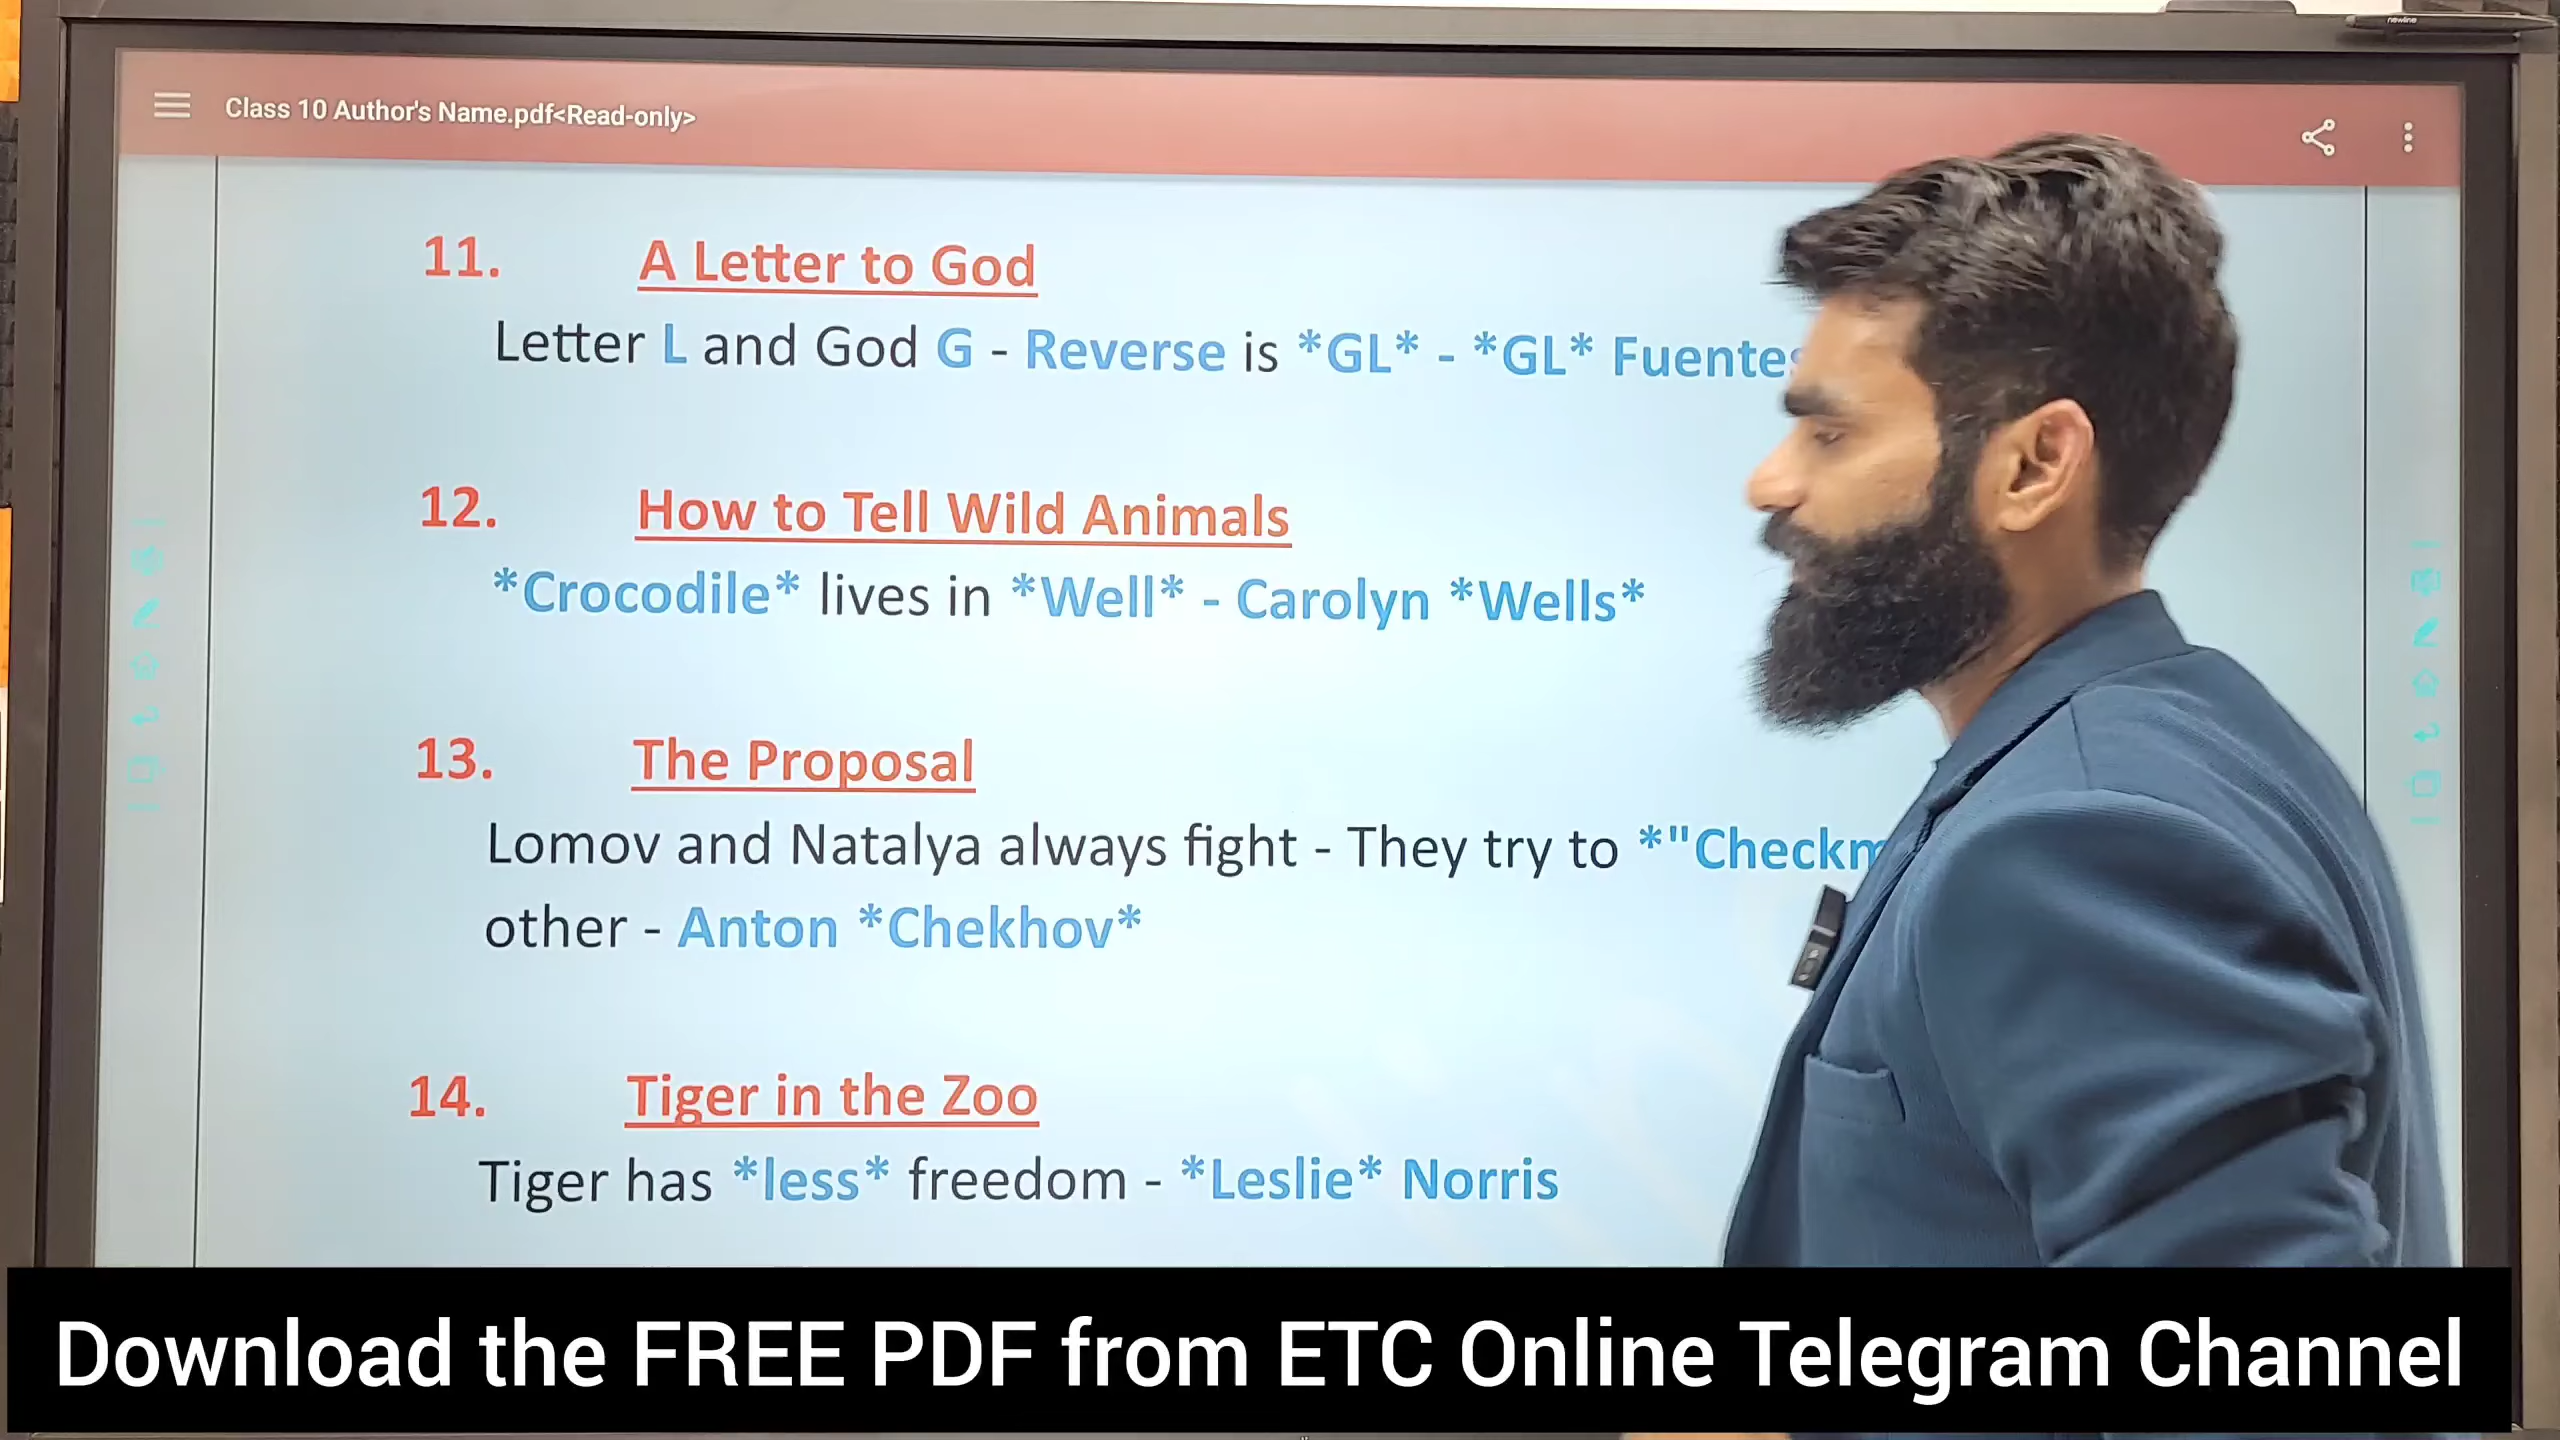 newline
Class 10 Author's Name.pdf<Read-only>
11. A Letter to God
Letter L and God G - Reverse is *GL* - *GL* Fuentes
12. How to Tell Wild Animals
*Crocodile* lives in *Well* - Carolyn *Wells*
13. The Proposal
Lomov and Natalya always fight - They try to
other - Anton *Chekhov*
14. Tiger in the Zoo
Tiger has *less* freedom - *Leslie* Norris
Download the FREE PDF from ETC Online Telegram Channel